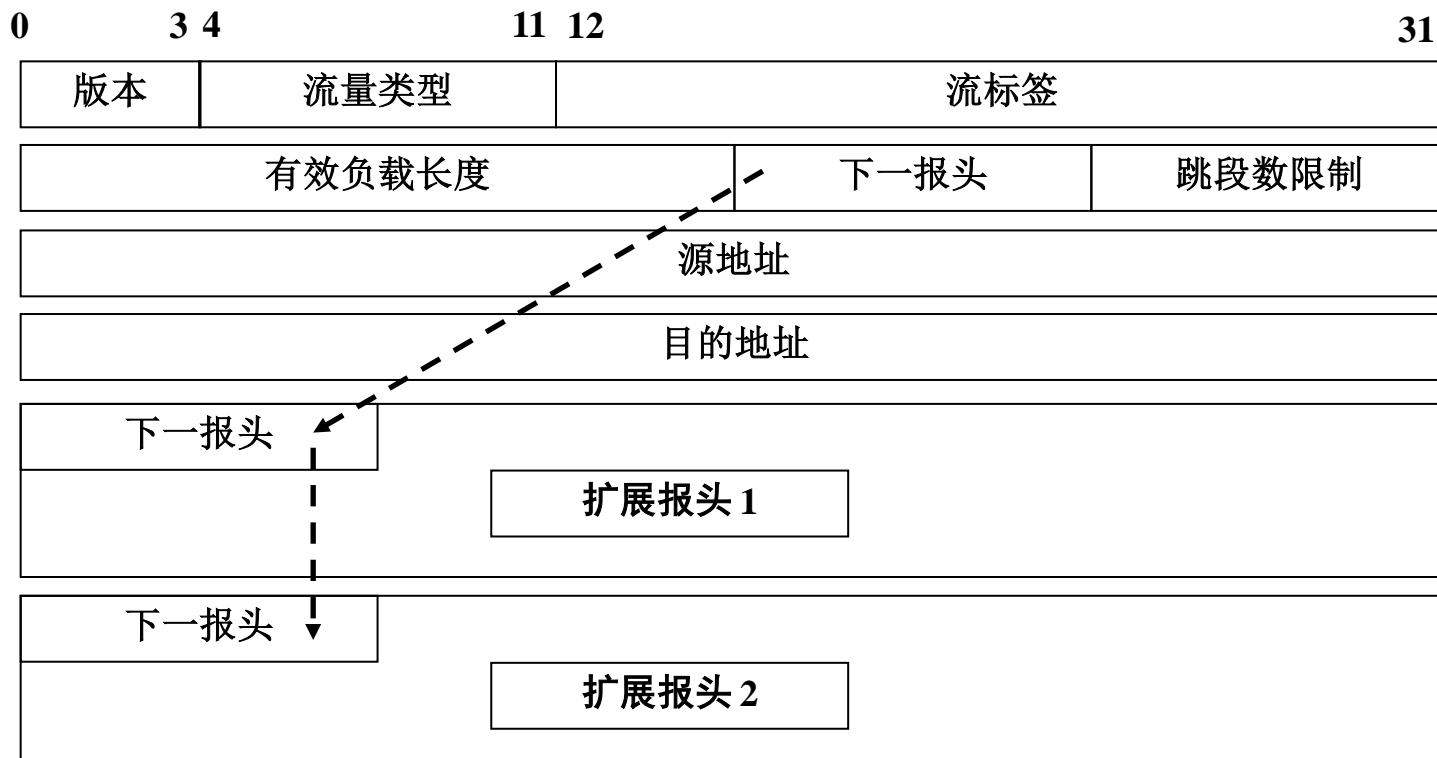 0 3 4 11 12 31
版本 流量类型 流标签
有效负载长度 下一报头 跳段数限制
源地址
目的地址
下一报头
扩展报头 1
下一报头
扩展报头 2